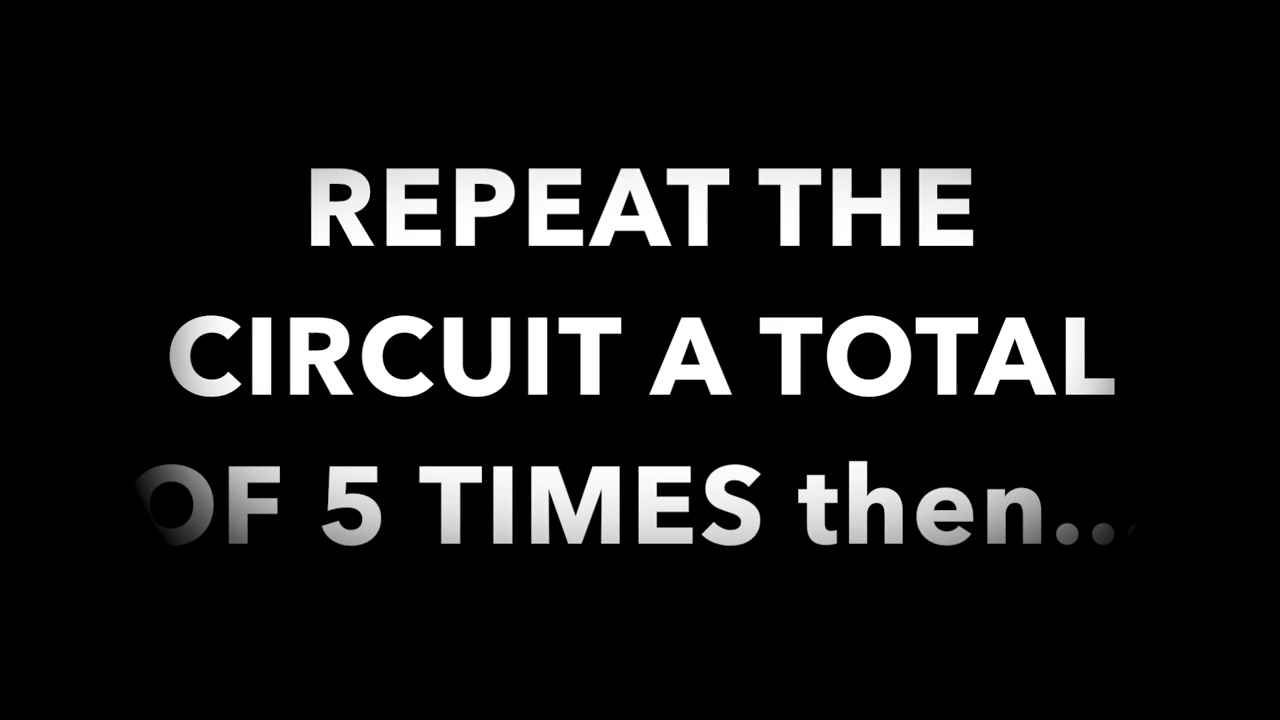 REPEAT THE
CIRCUIT A TOTAL
OF 5 TIMES then...